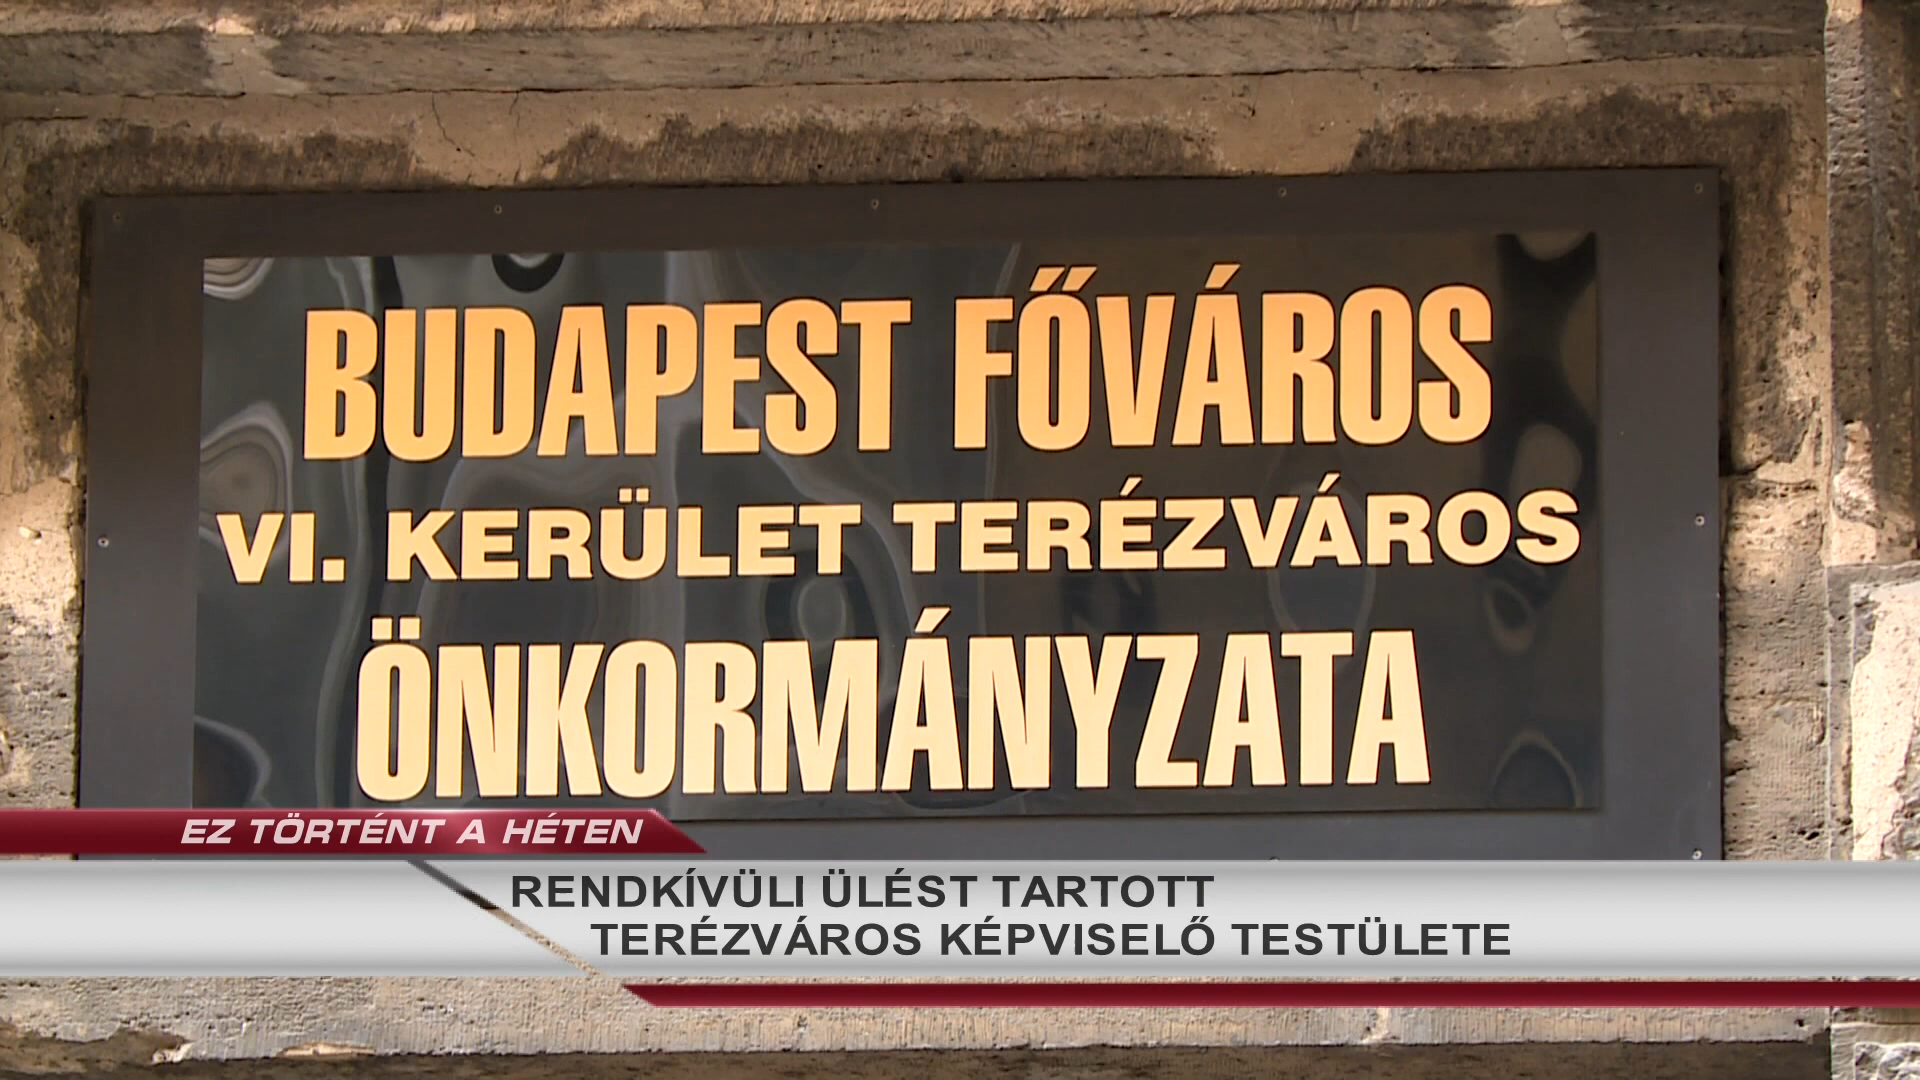 BUDAPEST FŐVÁROS
VI. KERÜLET TERÉZVÁROS
ÖNKORMÁNYZATA
EZ TÖRTÉNT A HÉTEN
RENDKÍVÜLI ÜLÉST TARTOTT
TERÉZVÁROS KÉPVISELŐ TESTÜLETE